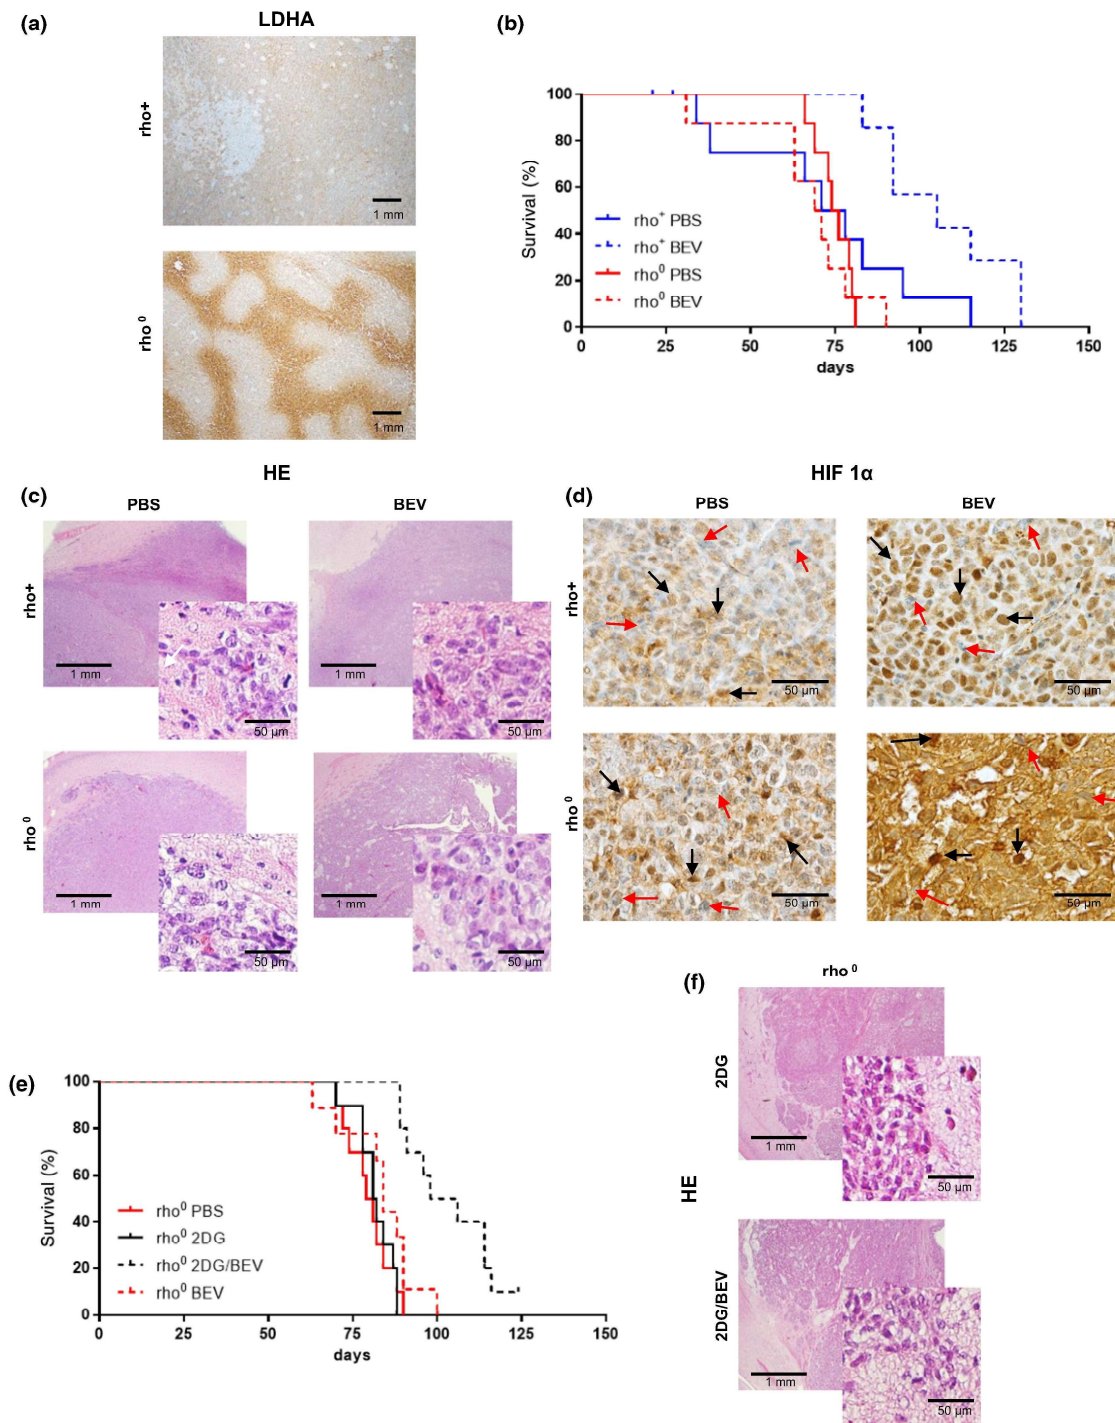 (a)
LDHA
rho+
1 mm
rho 0
1 mm
(b)
Survival (%)
100
80
60
40
20
0
rho+ PBS
rho+ BEV
rho0 PBS
rho0 BEV
0 25 50 75 100 125 150
days
HE
(c)
PBS BEV
rho+
1 mm
50 µm
1 mm
50 µm
rho 0
1 mm
50 µm
1 mm
50 µm
HIF 1α
(d)
PBS BEV
rho+
50 µm
50 µm
rho 0
50 µm
50 µm
(e)
Survival (%)
100
80
60
40
20
0
rho0 PBS
rho0 2DG
rho0 2DG/BEV
rho0 BEV
0 25 50 75 100 125 150
days
(f)
rho 0
HE
2DG
1 mm
50 µm
2DG/BEV
1 mm
50 µm